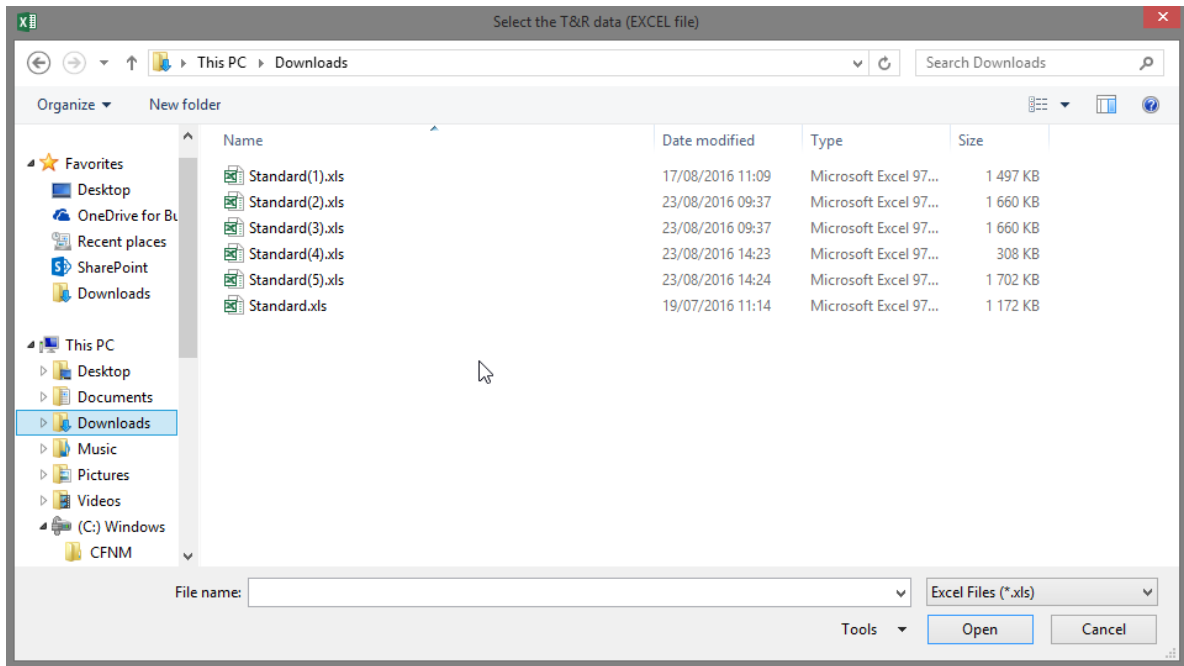 Select the T&R data (EXCEL file)
This PC Downloads
Search Downloads
Organize New folder
Name Date modified Type Size
Favorites
Desktop
OneDrive for Bu
Recent places
SharePoint
Downloads
This PC
Desktop
Documents
Downloads
Music
Pictures
Videos
(C:) Windows
CFNM
Standard(1).xls 17/08/2016 11:09 Microsoft Excel 97... 1 497 KB
Standard(2).xls 23/08/2016 09:37 Microsoft Excel 97... 1 660 KB
Standard(3).xls 23/08/2016 09:37 Microsoft Excel 97... 1 660 KB
Standard(4).xls 23/08/2016 14:23 Microsoft Excel 97... 308 KB
Standard(5).xls 23/08/2016 14:24 Microsoft Excel 97... 1 702 KB
Standard.xls 19/07/2016 11:14 Microsoft Excel 97... 1 172 KB
File name: Excel Files (*.xls)
Tools Open Cancel